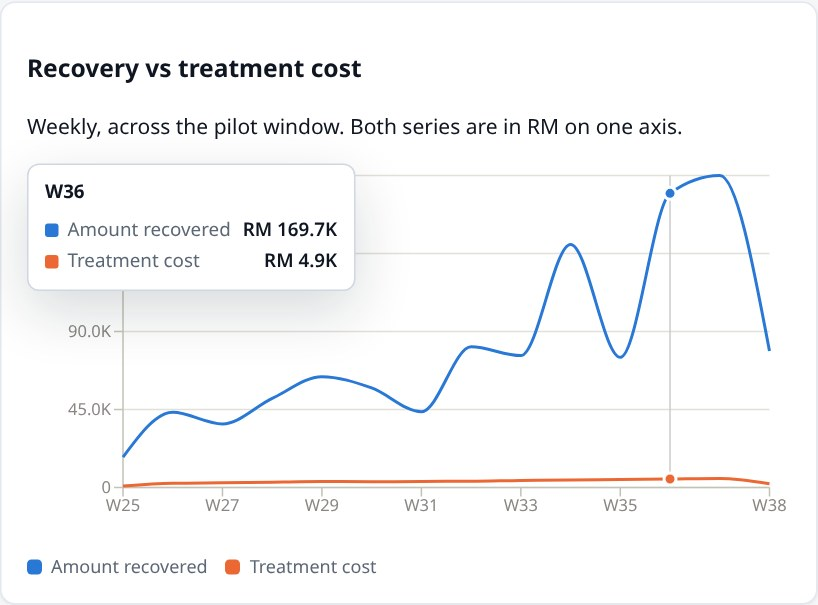 Recovery vs treatment cost
Weekly, across the pilot window. Both series are in RM on one axis.
W36
Amount recovered RM 169.7K
Treatment cost RM 4.9K
90.0K
45.0K
0
W25 W27 W29 W31 W33 W35 W38
Amount recovered Treatment cost